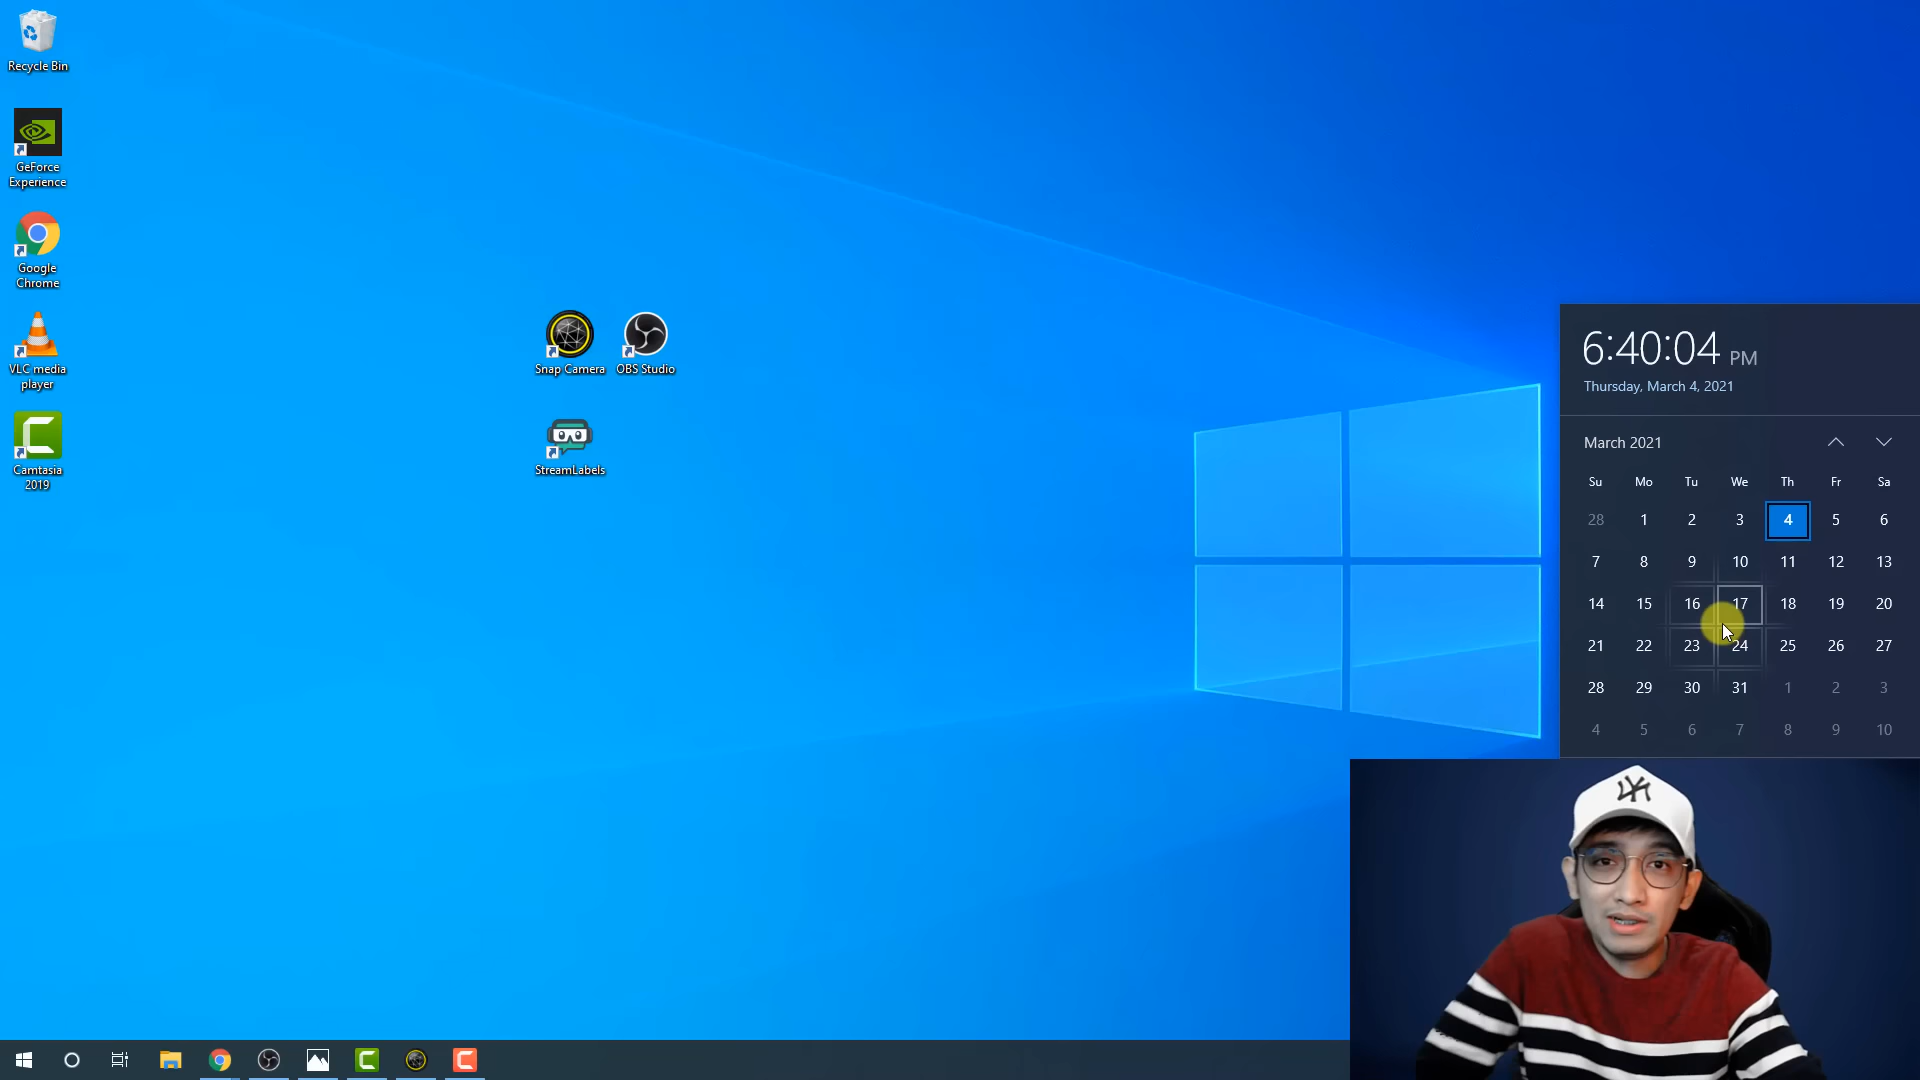 Recycle Bin
GeForce
Experience
Google
Chrome
VLC media
player
Camtasia
2019
Snap Camera
OBS Studio
StreamLabels
6:40:04 PM
Thursday, March 4, 2021
March 2021
Su Mo Tu We Th Fr Sa
28 1 2 3 4 5 6
7 8 9 10 11 12 13
14 15 16 17 18 19 20
21 22 23 24 25 26 27
28 29 30 31 1 2 3
4 5 6 7 8 9 10
NY